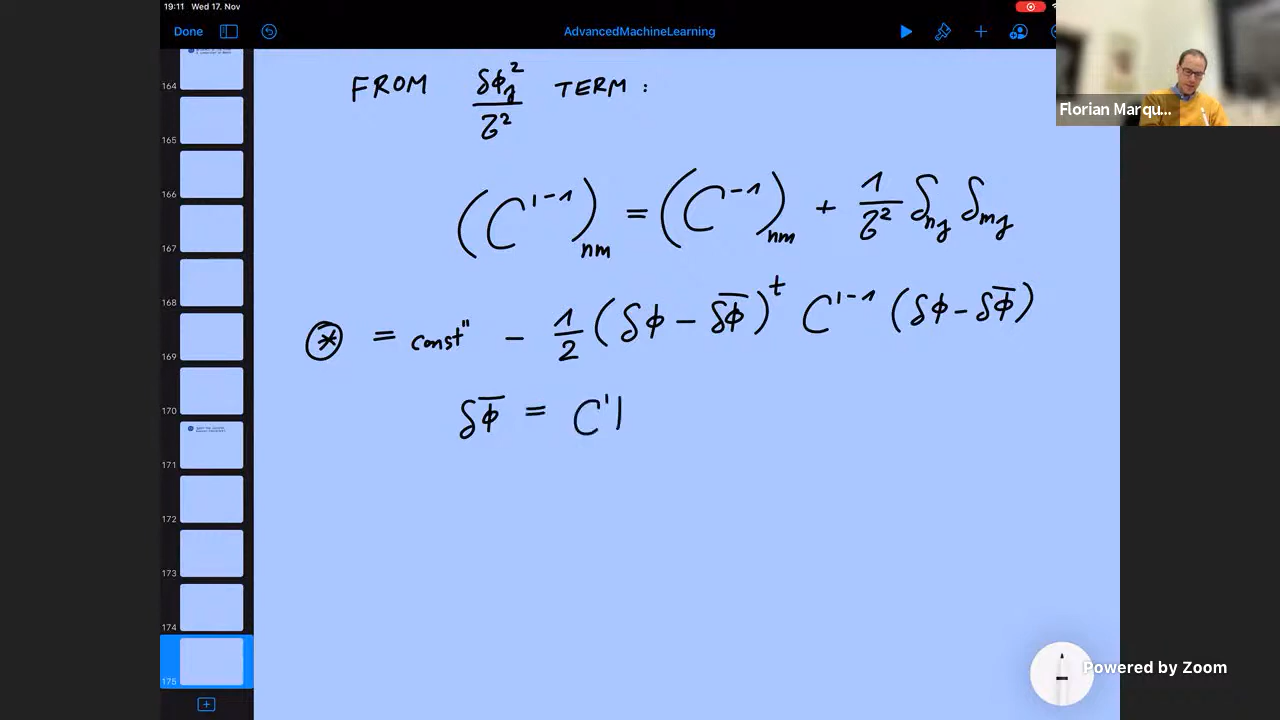 19:11 Wed 17. Nov
Done
AdvancedMachineLearning
Florian Marqu...
164
165
166
167
168
169
170
171
172
173
174
175
FROM δϕ_j²/σ² TERM :
(C'⁻¹)_nm = (C⁻¹)_nm + 1/σ² δ_nj δ_mj
⊛ = const'' - 1/2 (δϕ - δϕ̅)ᵗ C'⁻¹ (δϕ - δϕ̅)
δϕ̅ = C'
Powered by Zoom